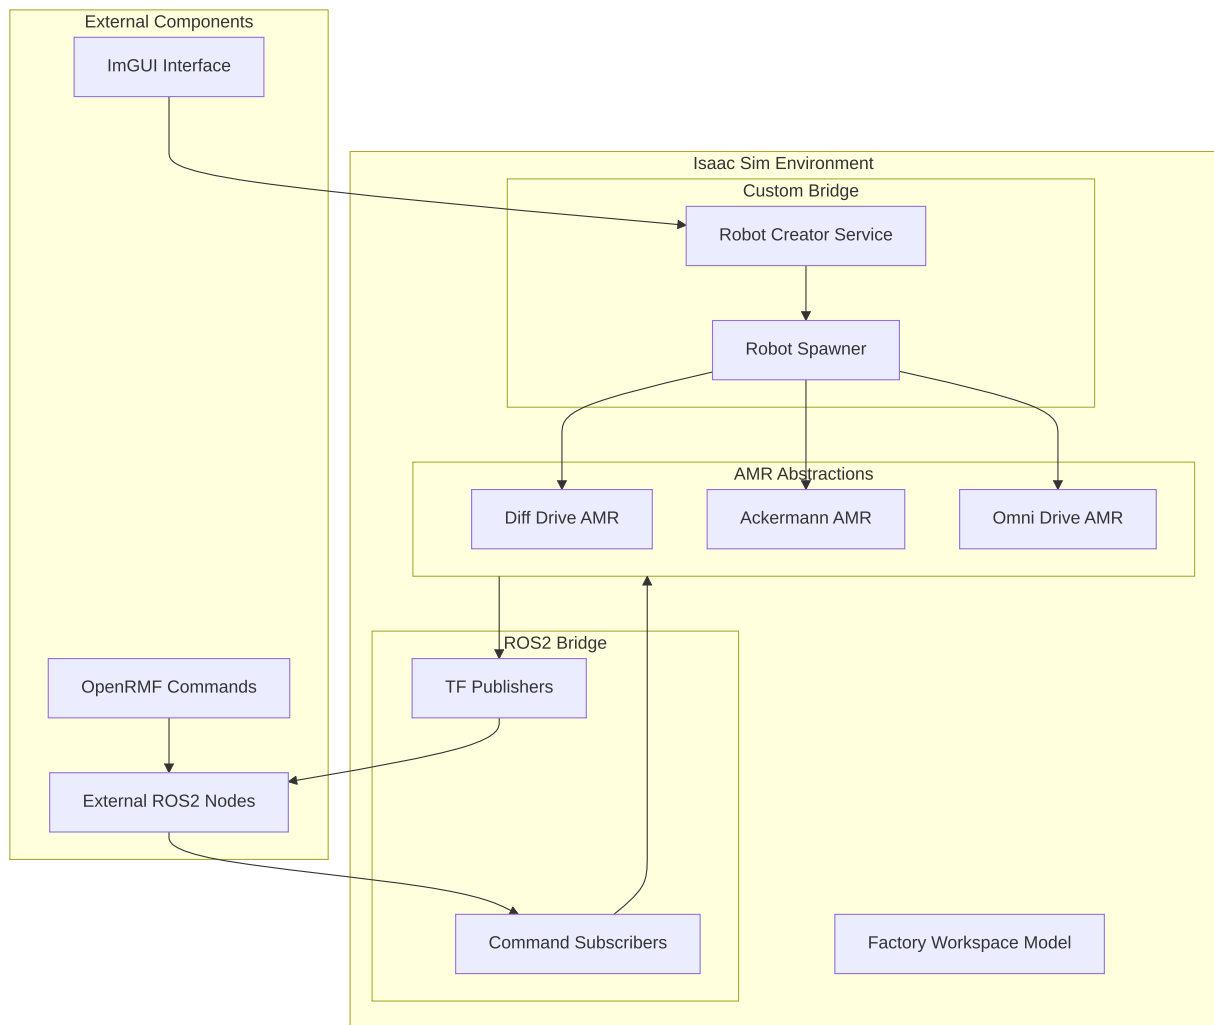 External Components
ImGUI Interface
Isaac Sim Environment
Custom Bridge
Robot Creator Service
Robot Spawner
AMR Abstractions
Diff Drive AMR
Ackermann AMR
Omni Drive AMR
ROS2 Bridge
OpenRMF Commands
TF Publishers
External ROS2 Nodes
Command Subscribers
Factory Workspace Model